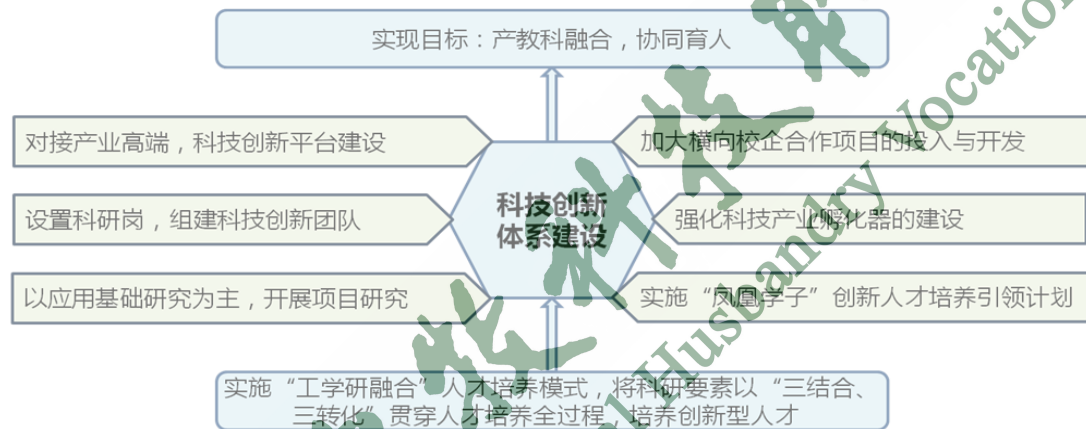 实现目标：产教科融合，协同育人
对接产业高端，科技创新平台建设
加大横向校企合作项目的投入与开发
科技创新
体系建设
设置科研岗，组建科技创新团队
强化科技产业孵化器的建设
以应用基础研究为主，开展项目研究
实施“凤凰学子”创新人才培养引领计划
实施“工学研融合”人才培养模式，将科研要素以“三结合、
三转化”贯穿人才培养全过程，培养创新型人才
牧科技
Husbandry Vocation